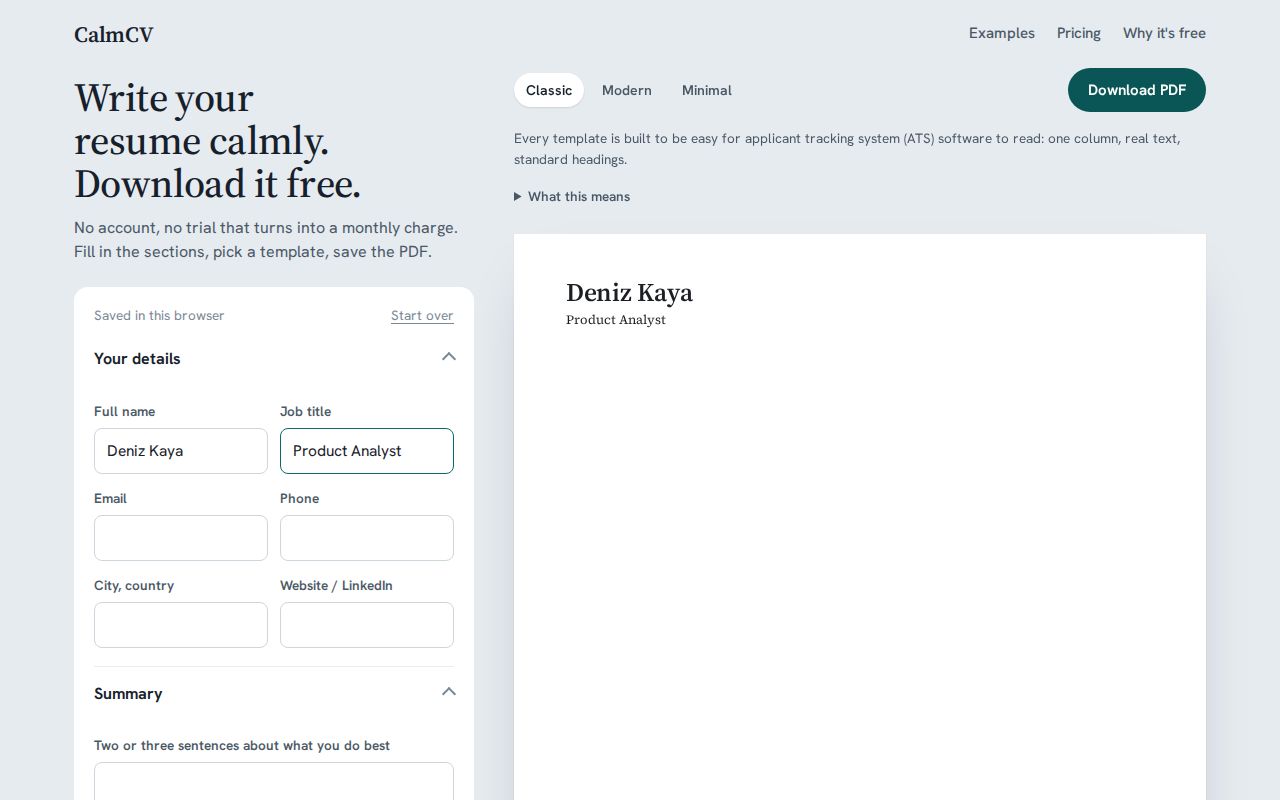 CalmCV
Examples
Pricing
Why it's free
Write your
resume calmly.
Download it free.
No account, no trial that turns into a monthly charge.
Fill in the sections, pick a template, save the PDF.
Saved in this browser
Start over
Your details
Full name
Job title
Deniz Kaya
Product Analyst
Email
Phone
City, country
Website / LinkedIn
Summary
Two or three sentences about what you do best
Classic
Modern
Minimal
Download PDF
Every template is built to be easy for applicant tracking system (ATS) software to read: one column, real text,
standard headings.
What this means
Deniz Kaya
Product Analyst